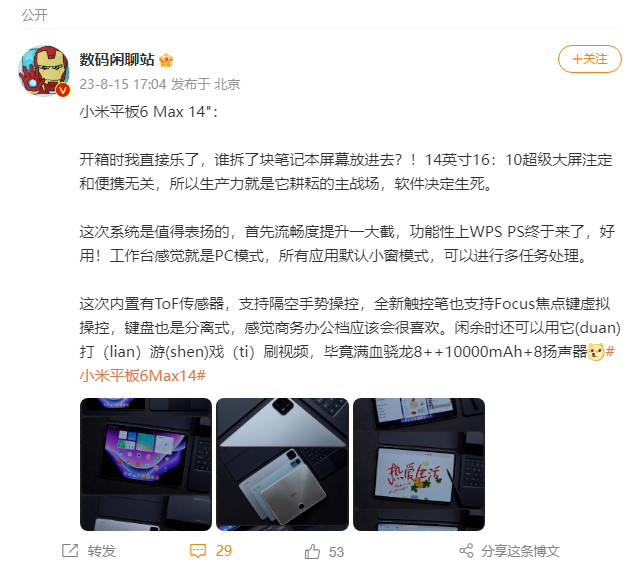 公开
数码闲聊站
+关注
23-8-15 17:04 发布于 北京
小米平板6 Max 14"：
开箱时我直接乐了，谁拆了块笔记本屏幕放进去？！14英寸16：10超级大屏注定
和便携无关，所以生产力就是它耕耘的主战场，软件决定生死。
这次系统是值得表扬的，首先流畅度提升一大截，功能性上WPS PS终于来了，好
用！工作台感觉就是PC模式，所有应用默认小窗模式，可以进行多任务处理。
这次内置有ToF传感器，支持隔空手势操控，全新触控笔也支持Focus焦点键虚拟
操控，键盘也是分离式，感觉商务办公档应该会很喜欢。闲余时还可以用它(duan)
打（lian）游(shen)戏（ti）刷视频，毕竟满血骁龙8++10000mAh+8扬声器#
小米平板6Max14#
热爱生活
转发
29
53
分享这条博文